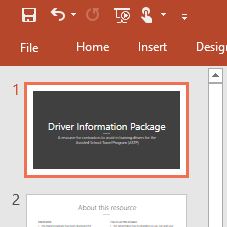 File Home Insert Desig
1
Driver Information Package
A resource for contractors to assist in training drivers for the
Assisted School Travel Program (ASTP)
2
About this resource